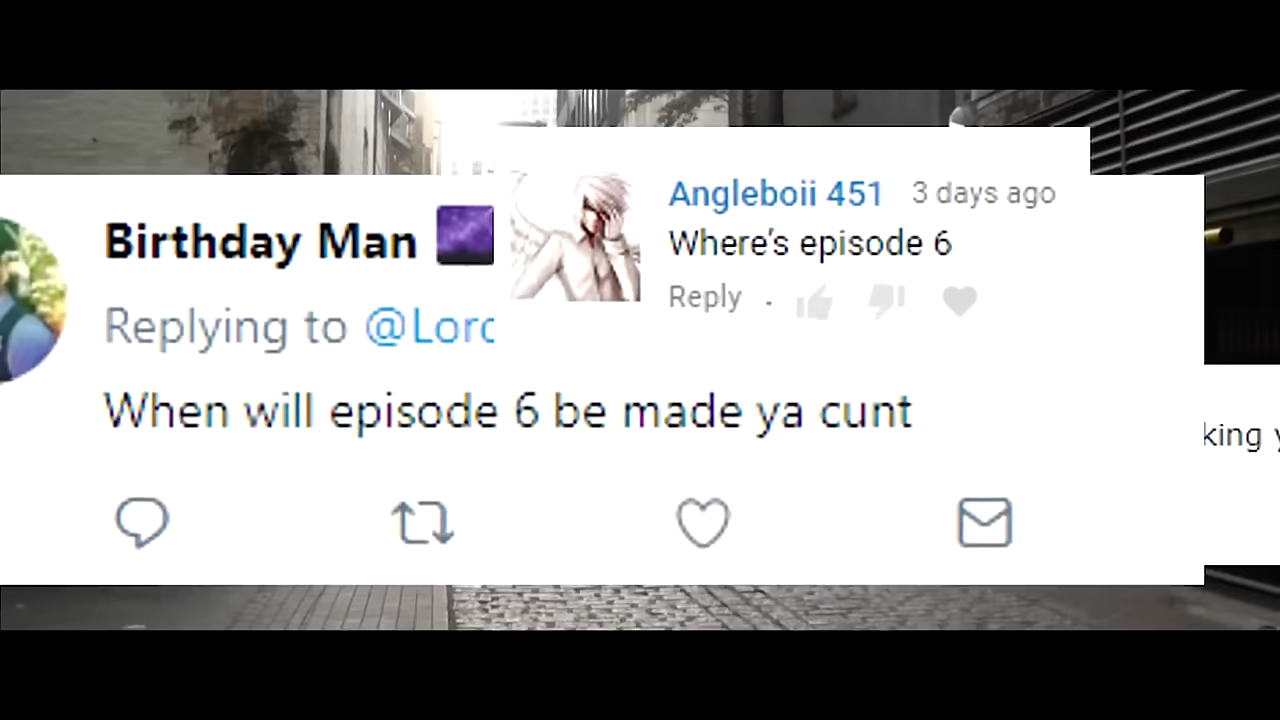 Birthday Man
Replying to @Lorc
When will episode 6 be made ya cunt
Angleboii 451 3 days ago
Where's episode 6
Reply
king